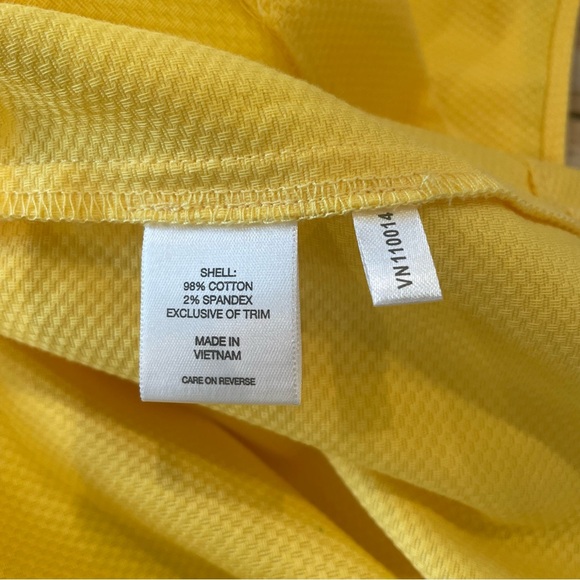 SHELL:
98% COTTON
2% SPANDEX
EXCLUSIVE OF TRIM
MADE IN
VIETNAM
CARE ON REVERSE
VN110014